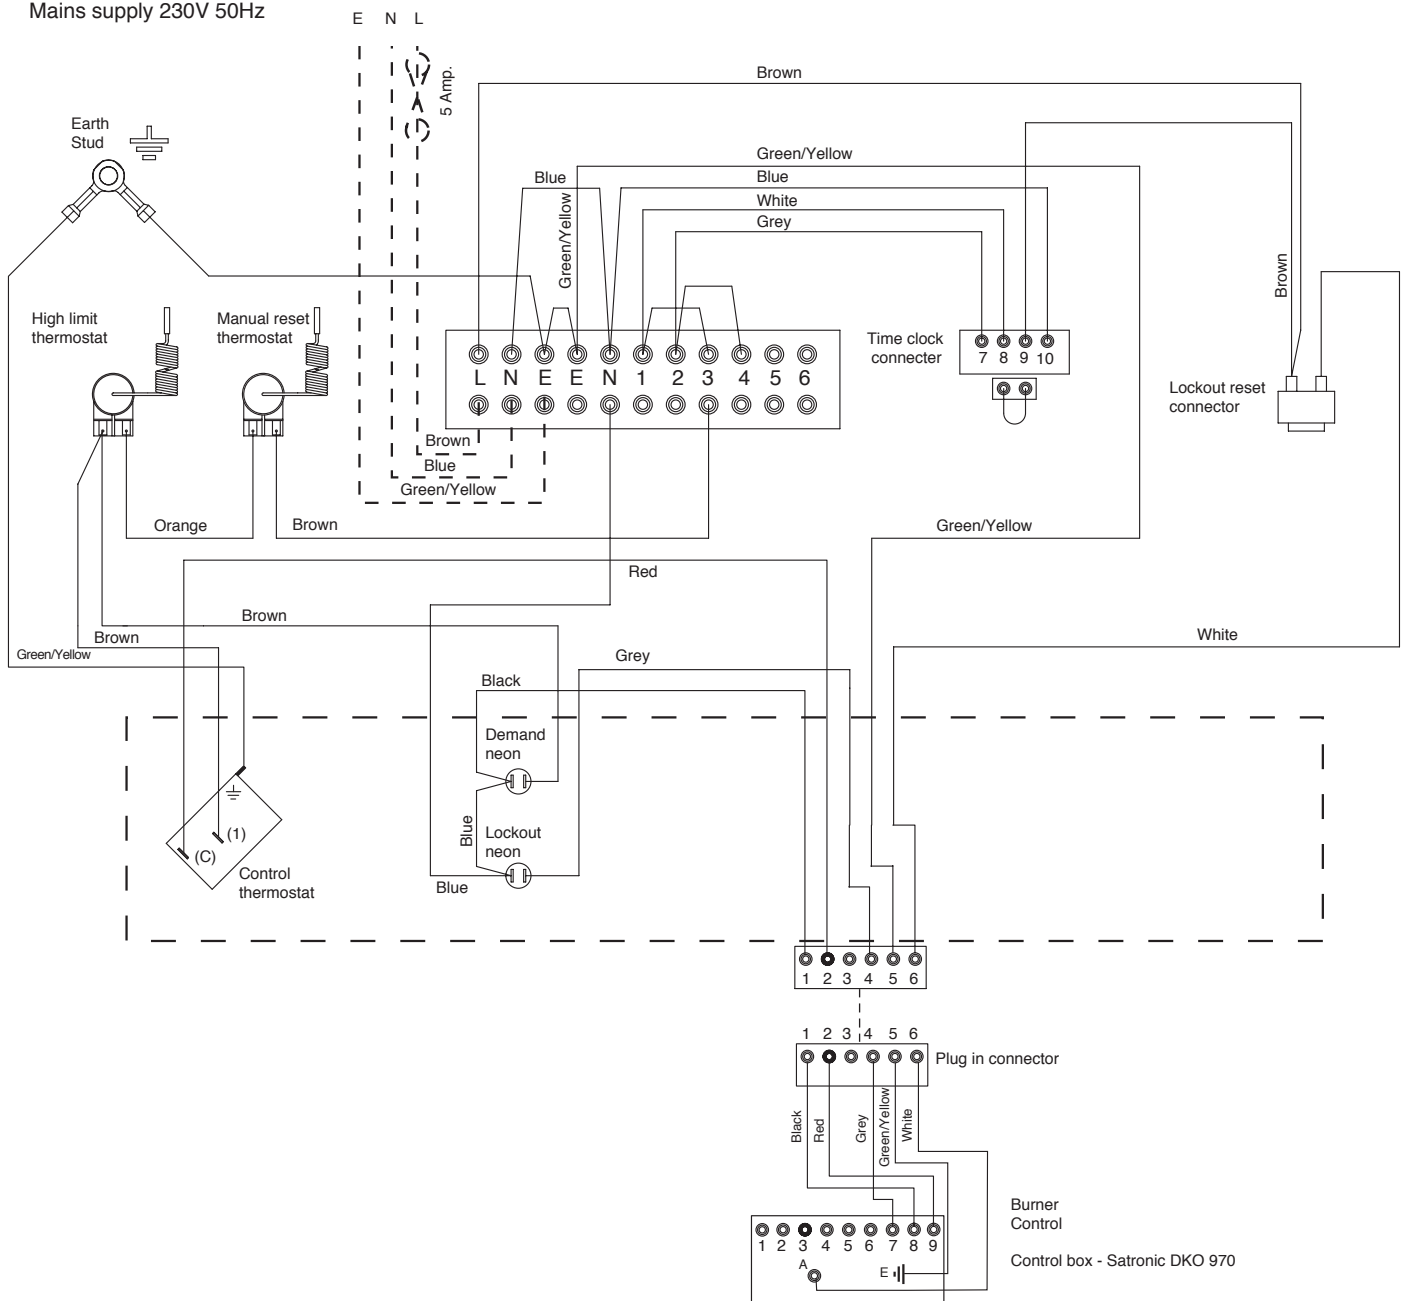 Mains supply 230V 50Hz
E N L
5 Amp.
Brown
Earth
Stud
Green/Yellow
Blue
Blue
White
Green/Yellow
Grey
Brown
High limit
thermostat
Manual reset
thermostat
Time clock
connecter
7 8 9 10
L N E E N 1 2 3 4 5 6
Lockout reset
connector
Brown
Blue
Green/Yellow
Orange
Brown
Green/Yellow
Red
Brown
Brown
White
Green/Yellow
Grey
Black
Demand
neon
Blue
Lockout
neon
(1)
(C)
Control
thermostat
Blue
1 2 3 4 5 6
1 2 3 4 5 6
Plug in connector
Black
Red
Grey
Green/Yellow
White
Burner
Control
1 2 3 4 5 6 7 8 9
Control box - Satronic DKO 970
A
E